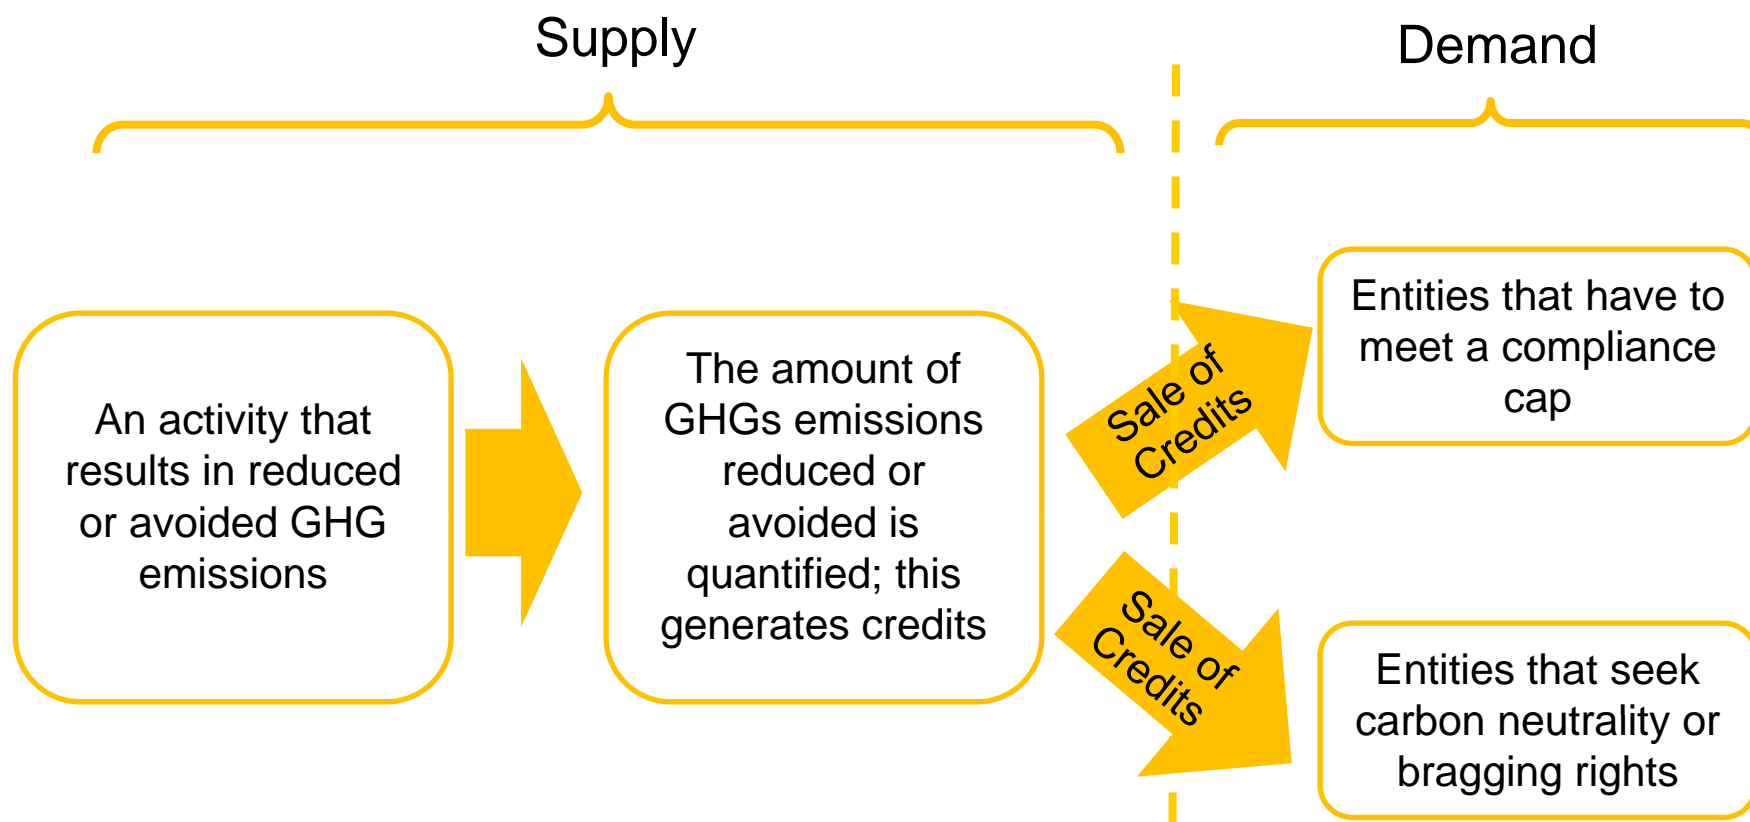 Supply
Demand
An activity that
results in reduced
or avoided GHG
emissions
The amount of
GHGs emissions
reduced or
avoided is
quantified; this
generates credits
Sale of
Credits
Sale of
Credits
Entities that have to
meet a compliance
cap
Entities that seek
carbon neutrality or
bragging rights